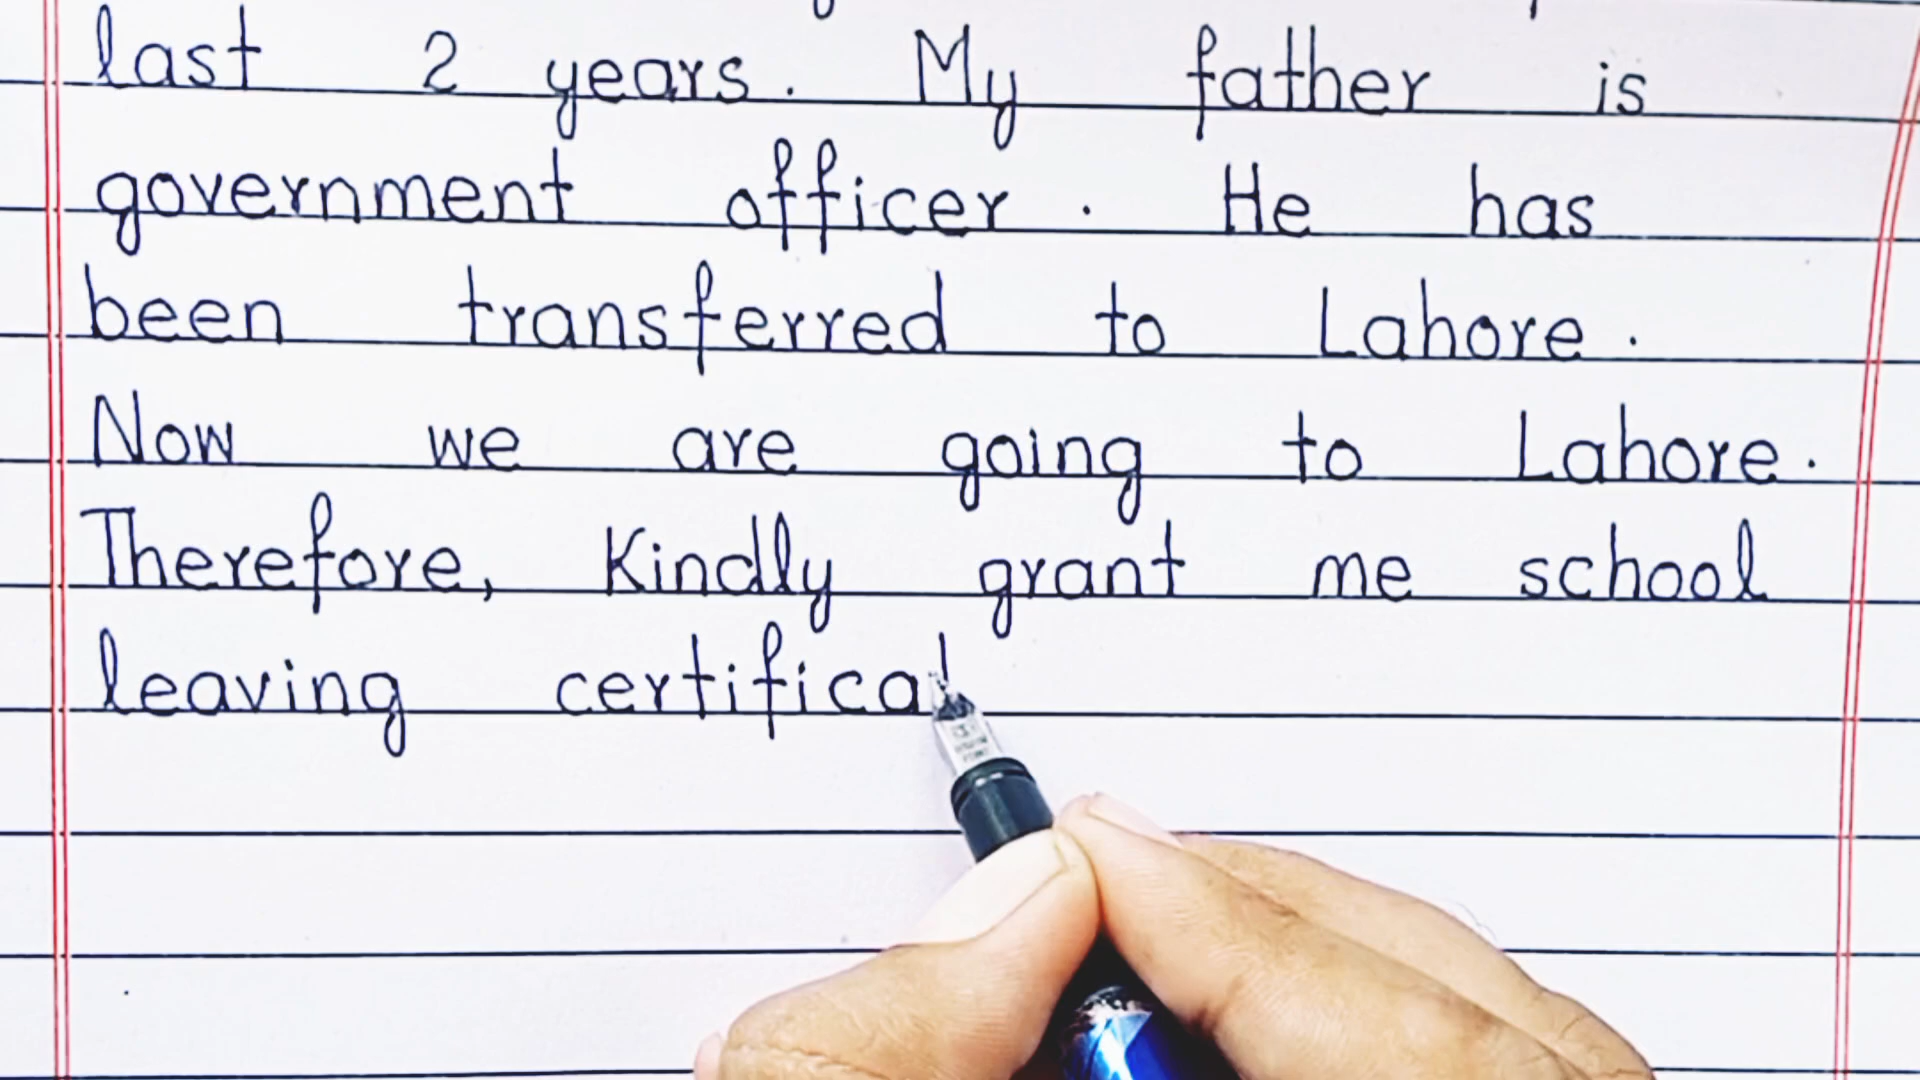 last 2 years. My father is
government officer. He has
been transferred to Lahore.
Now we are going to Lahore.
Therefore, Kindly grant me school
leaving certifica